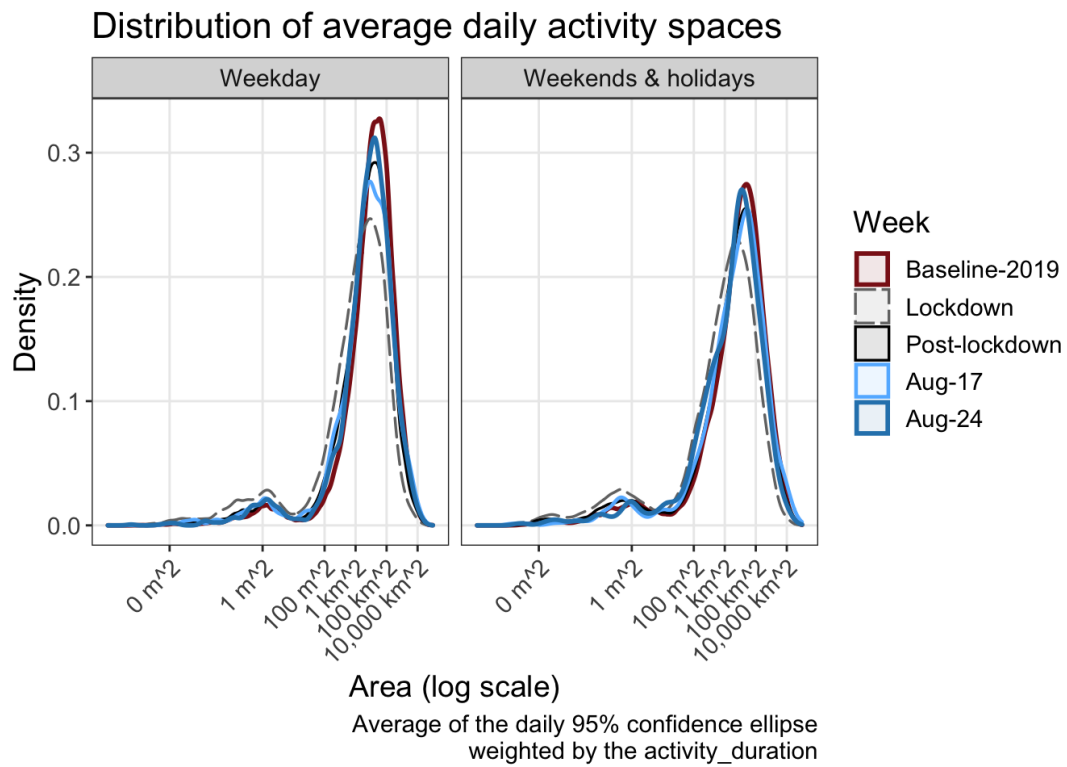 Distribution of average daily activity spaces
Weekday
Weekends & holidays
0.3
0.2
0.1
0.0
Density
0 m^2
1 m^2
100 m^2
1 km^2
100 km^2
10,000 km^2
0 m^2
1 m^2
100 m^2
1 km^2
100 km^2
10,000 km^2
Area (log scale)
Average of the daily 95% confidence ellipse
weighted by the activity_duration
Week
Baseline-2019
Lockdown
Post-lockdown
Aug-17
Aug-24